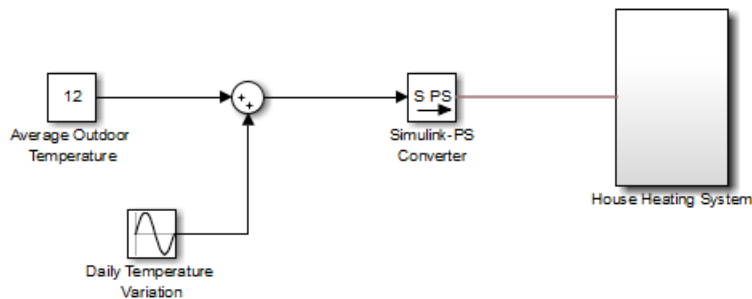 12
Average Outdoor
Temperature
S PS
Simulink-PS
Converter
House Heating System
Daily Temperature
Variation